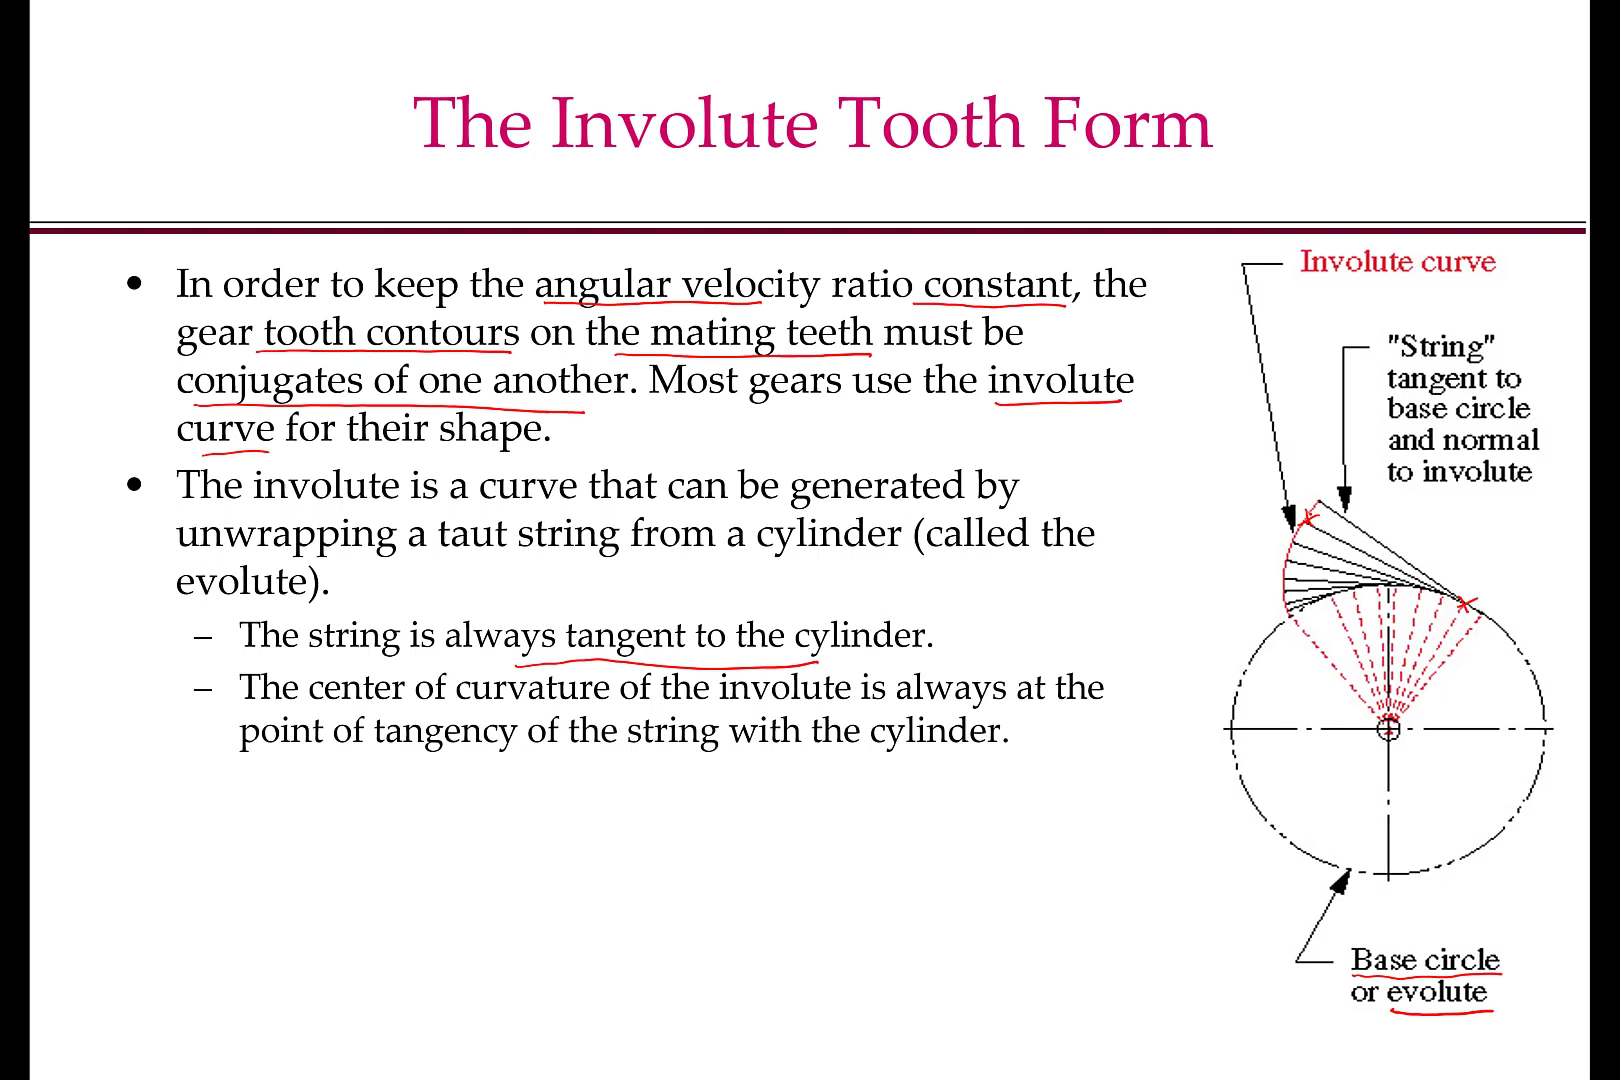 The Involute Tooth Form
• In order to keep the angular velocity ratio constant, the
gear tooth contours on the mating teeth must be
conjugates of one another. Most gears use the involute
curve for their shape.
• The involute is a curve that can be generated by
unwrapping a taut string from a cylinder (called the
evolute).
– The string is always tangent to the cylinder.
– The center of curvature of the involute is always at the
point of tangency of the string with the cylinder.
Involute curve
"String"
tangent to
base circle
and normal
to involute
Base circle
or evolute